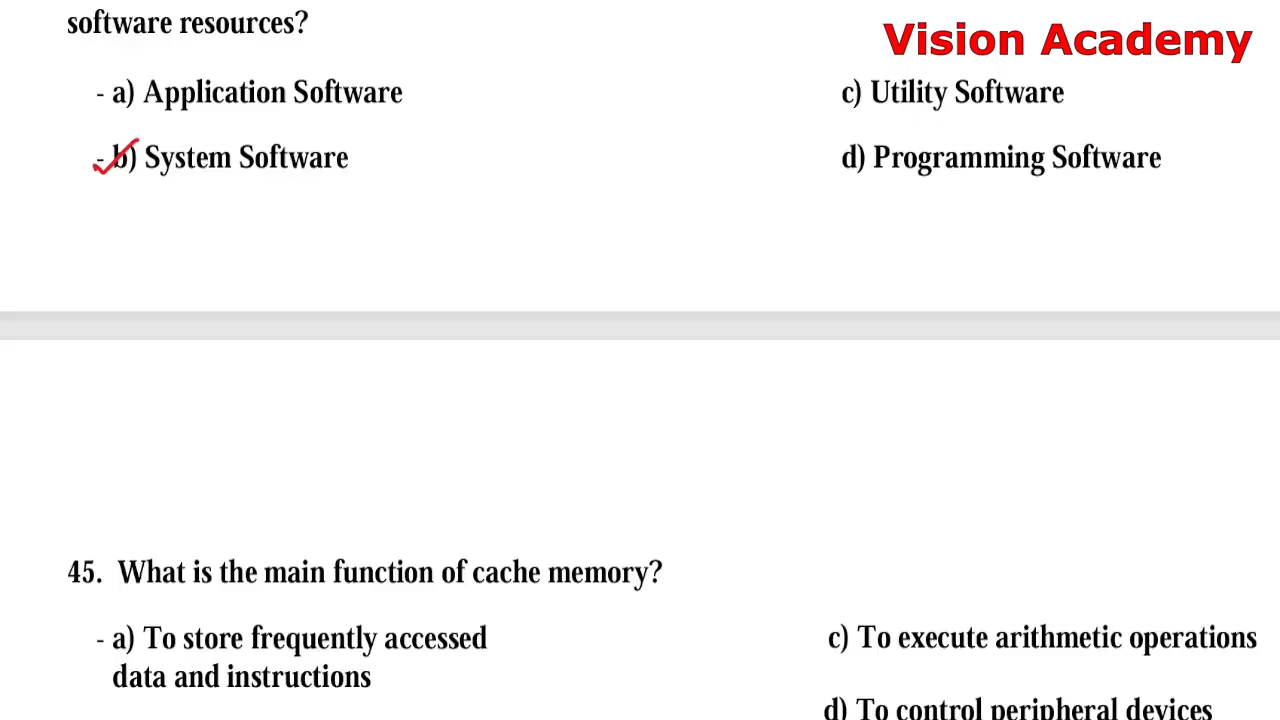 software resources?
Vision Academy
- a) Application Software
c) Utility Software
- b) System Software
d) Programming Software
45. What is the main function of cache memory?
- a) To store frequently accessed
data and instructions
c) To execute arithmetic operations
d) To control peripheral devices